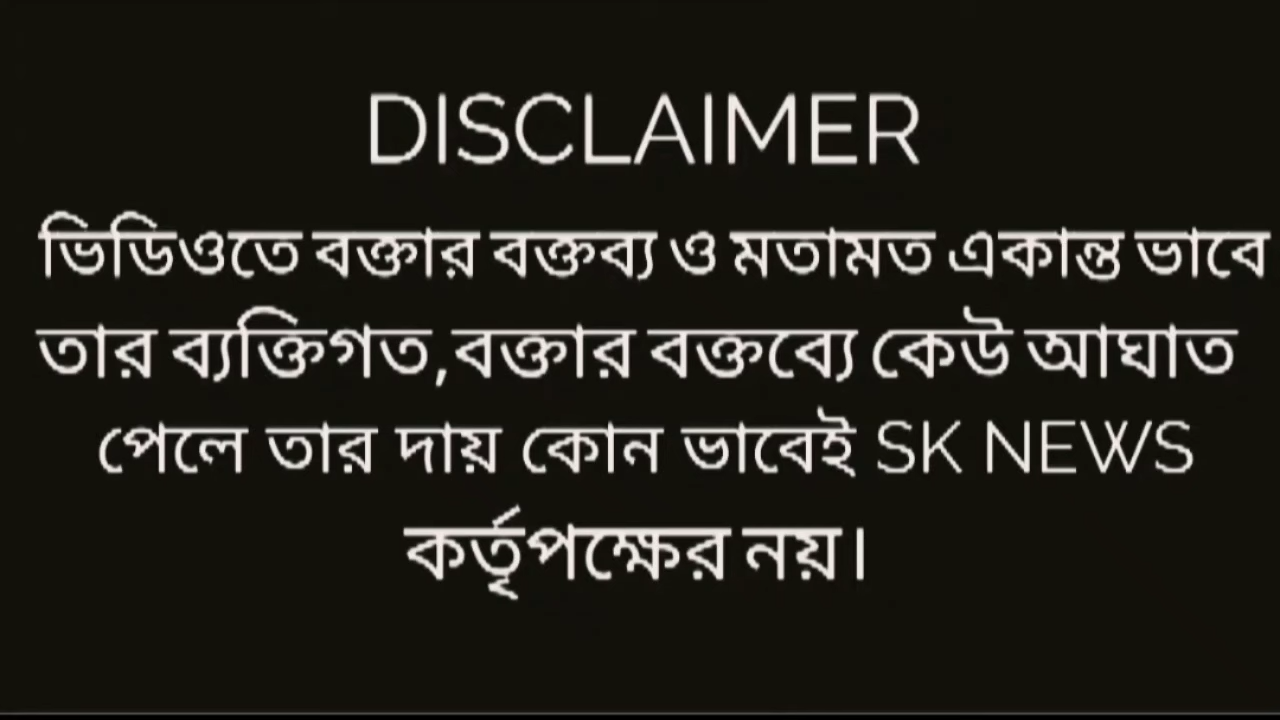 DISCLAIMER
ভিডিওতে বক্তার বক্তব্য ও মতামত একান্ত ভাবে
তার ব্যক্তিগত,বক্তার বক্তব্যে কেউ আঘাত
পেলে তার দায় কোন ভাবেই SK NEWS
কর্তৃপক্ষের নয়।